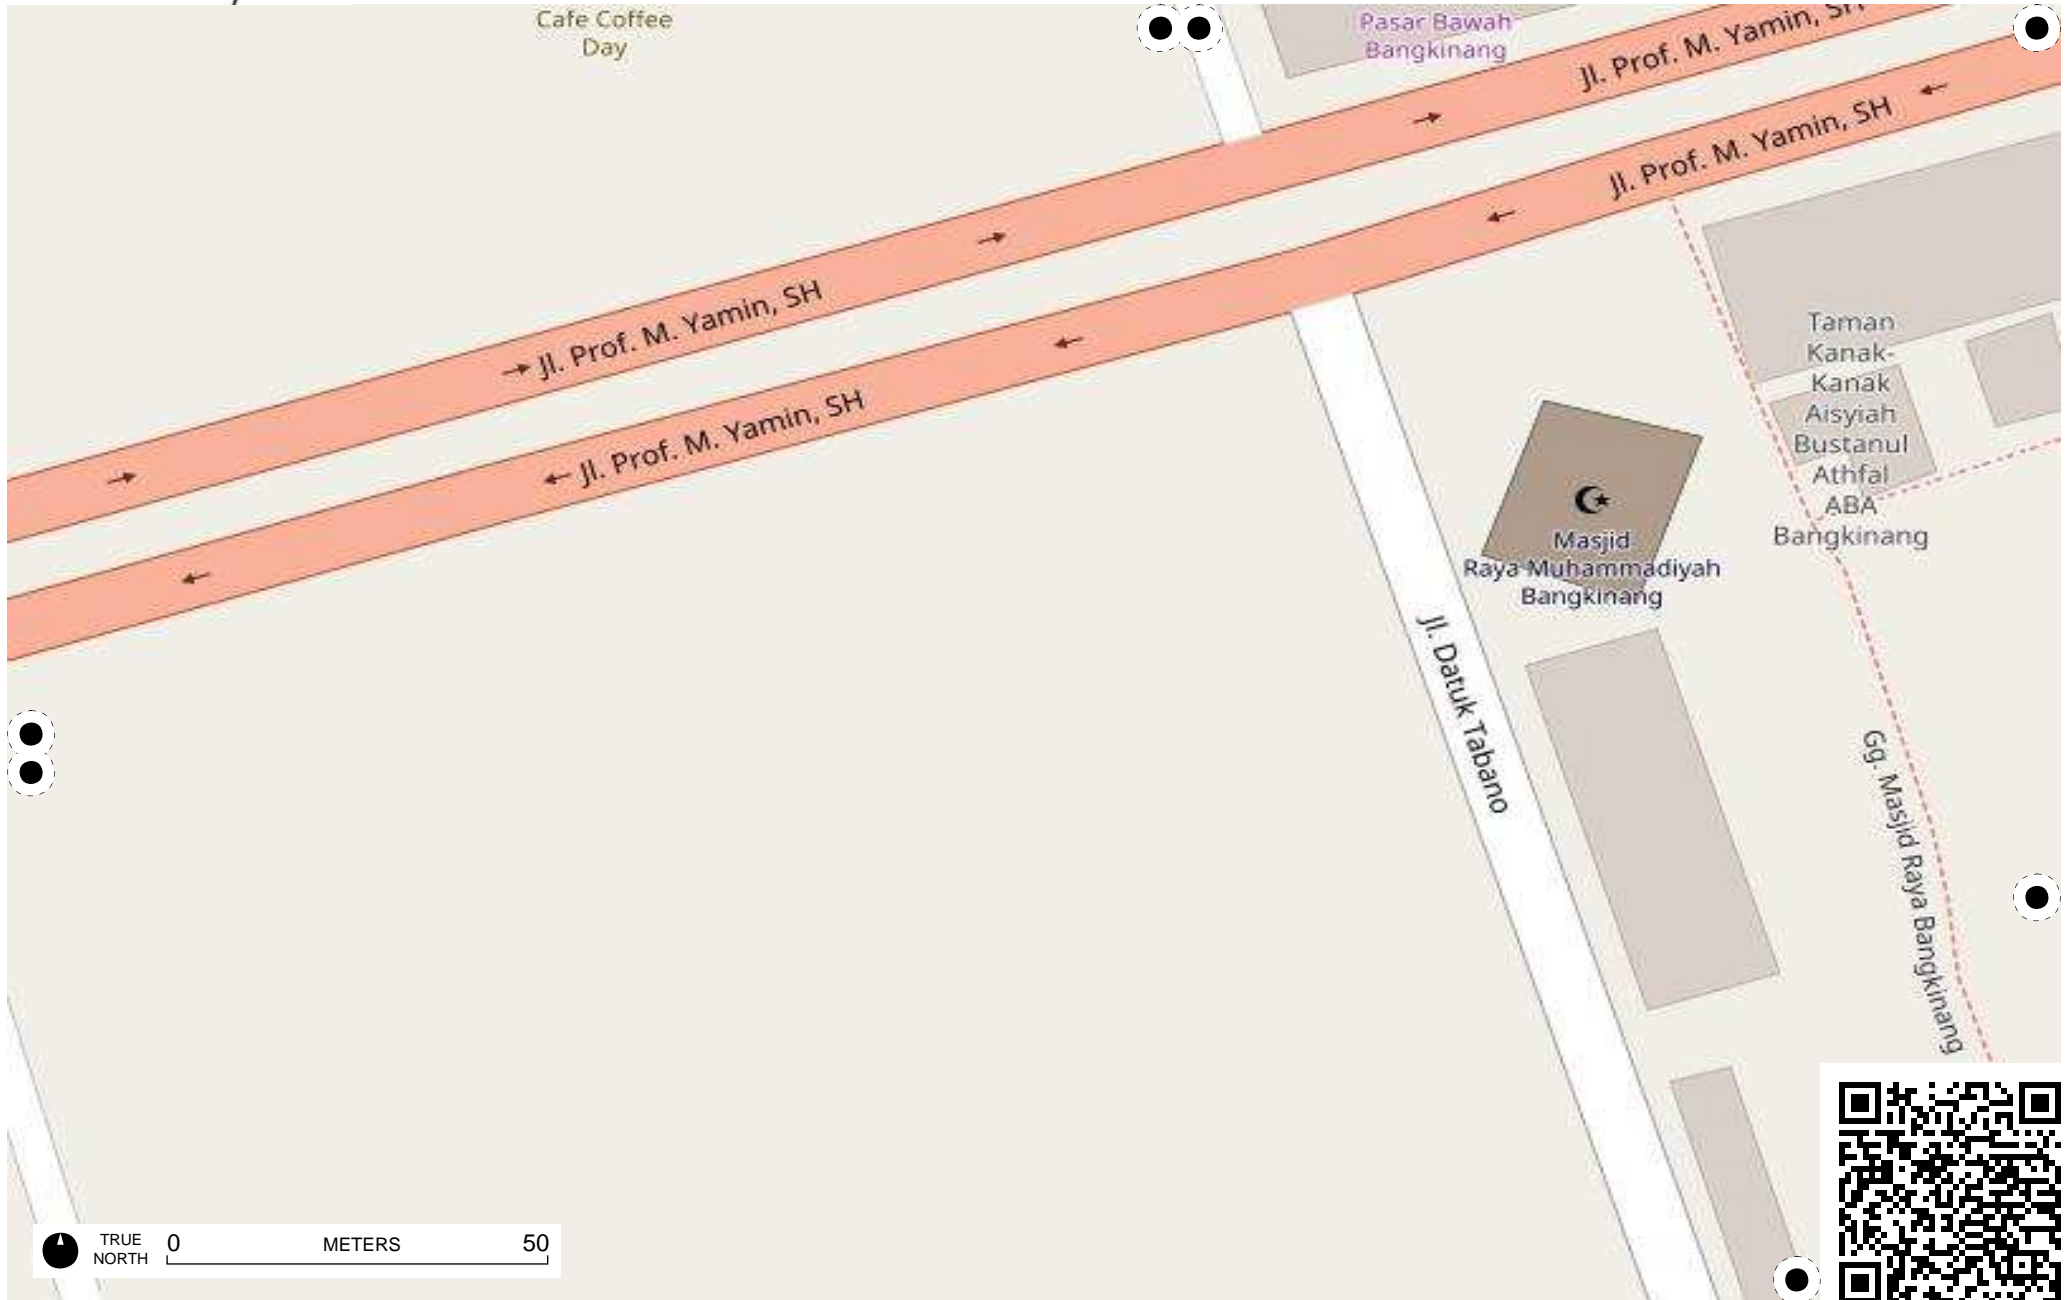 Cafe Coffee
Day
Pasar Bawah
Bangkinang
Jl. Prof. M. Yamin, SH
Jl. Prof. M. Yamin, SH
Jl. Prof. M. Yamin, SH
Jl. Prof. M. Yamin, SH
Taman
Kanak-
Kanak
Aisyiah
Bustanul
Athfal
ABA
Bangkinang
Masjid
Raya Muhammadiyah
Bangkinang
Jl. Datuk Tabano
Gg. Masjid Raya Bangkinang
TRUE
NORTH
0 METERS 50